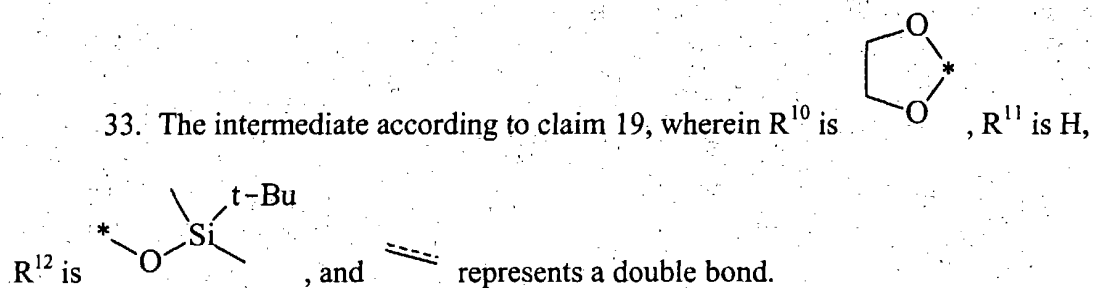 O
*
33. The intermediate according to claim 19, wherein R¹⁰ is O , R¹¹ is H,
t-Bu
* Si
R¹² is O , and represents a double bond.